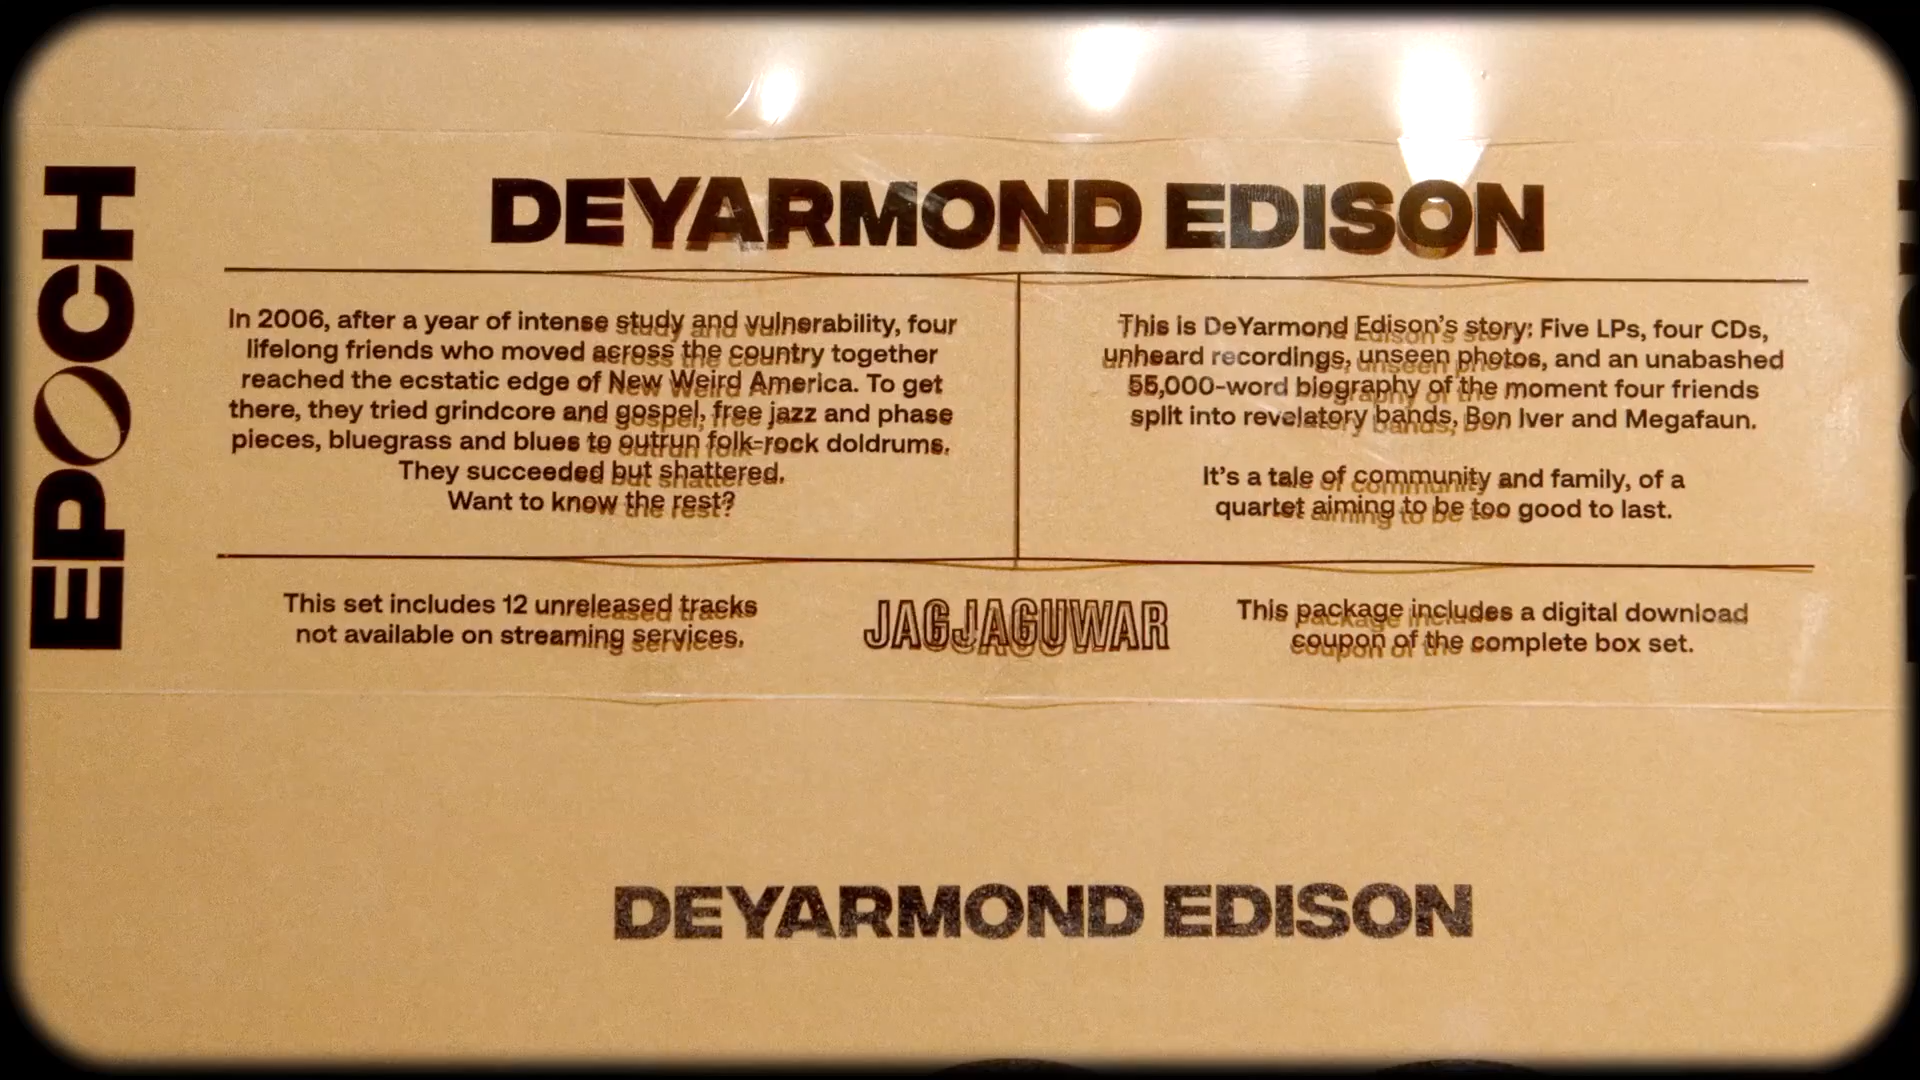 EPOCH
DEYARMOND EDISON
In 2006, after a year of intense study and vulnerability, four
lifelong friends who moved across the country together
reached the ecstatic edge of New Weird America. To get
there, they tried grindcore and gospel, free jazz and phase
pieces, bluegrass and blues to outrun folk-rock doldrums.
They succeeded but shattered.
Want to know the rest?
This is DeYarmond Edison's story: Five LPs, four CDs,
unheard recordings, unseen photos, and an unabashed
55,000-word biography of the moment four friends
split into revelatory bands, Bon Iver and Megafaun.
It's a tale of community and family, of a
quartet aiming to be too good to last.
This set includes 12 unreleased tracks
not available on streaming services.
JAGJAGUWAR
This package includes a digital download
coupon of the complete box set.
DEYARMOND EDISON